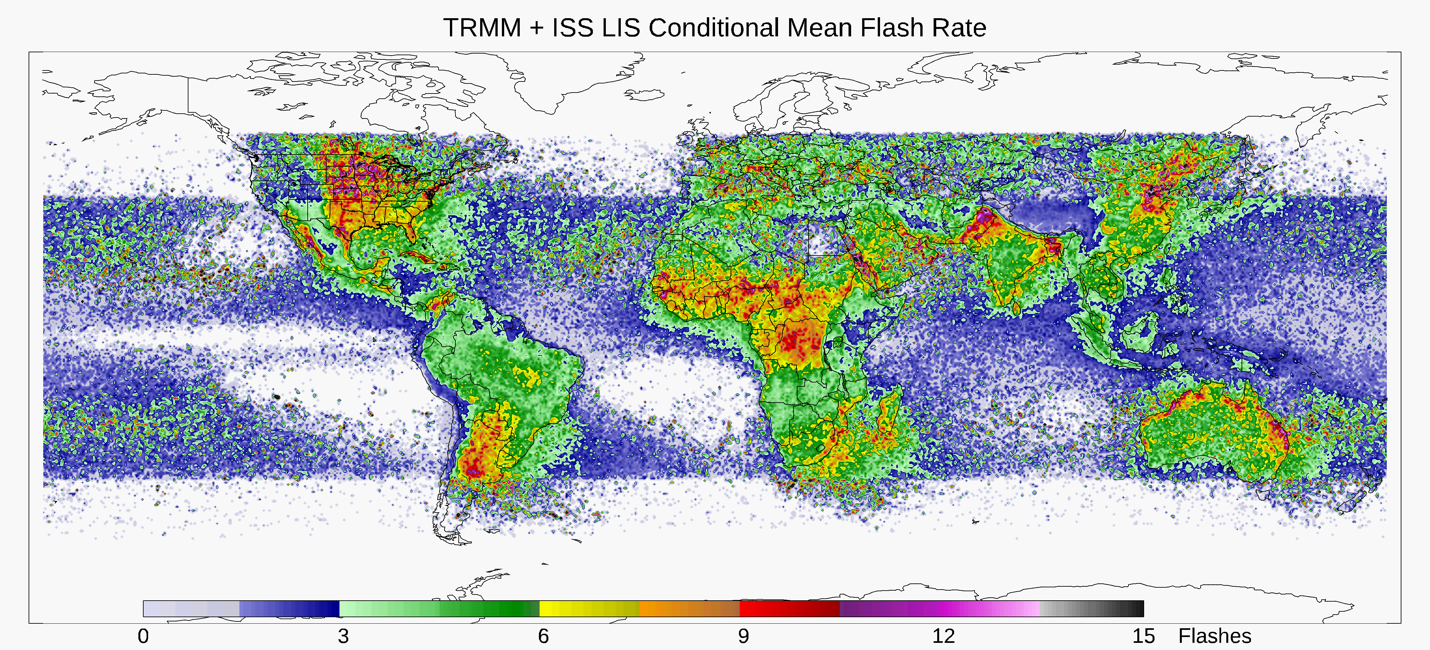 TRMM + ISS LIS Conditional Mean Flash Rate
0 3 6 9 12 15 Flashes